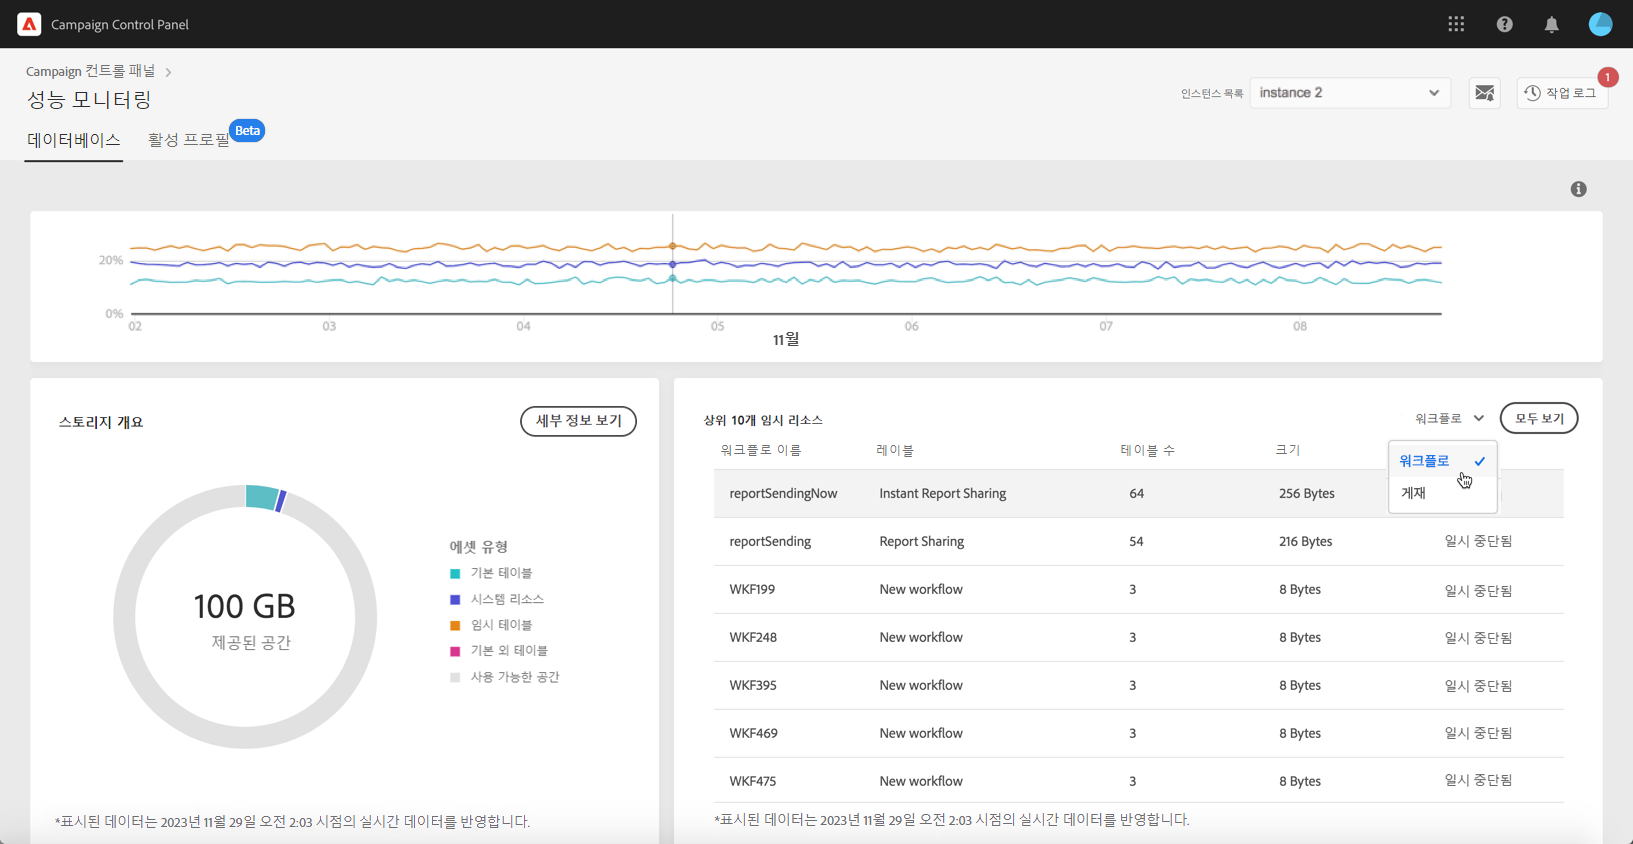 Campaign Control Panel
Campaign 컨트롤 패널
성능 모니터링
인스턴스 목록
instance 2
작업 로그
1
데이터베이스
활성 프로필
Beta
20%
0%
02 03 04 05 06 07 08
11월
스토리지 개요
세부 정보 보기
100 GB
제공된 공간
에셋 유형
기본 테이블
시스템 리소스
임시 테이블
기본 외 테이블
사용 가능한 공간
*표시된 데이터는 2023년 11월 29일 오전 2:03 시점의 실시간 데이터를 반영합니다.
상위 10개 임시 리소스
워크플로
모두 보기
워크플로
게재
워크플로 이름 레이블 테이블 수 크기
reportSendingNow Instant Report Sharing 64 256 Bytes
reportSending Report Sharing 54 216 Bytes 일시 중단됨
WKF199 New workflow 3 8 Bytes 일시 중단됨
WKF248 New workflow 3 8 Bytes 일시 중단됨
WKF395 New workflow 3 8 Bytes 일시 중단됨
WKF469 New workflow 3 8 Bytes 일시 중단됨
WKF475 New workflow 3 8 Bytes 일시 중단됨
*표시된 데이터는 2023년 11월 29일 오전 2:03 시점의 실시간 데이터를 반영합니다.